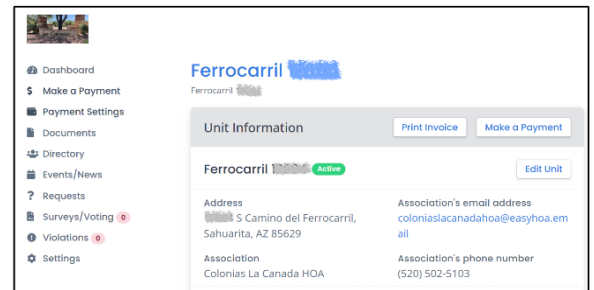 Dashboard
$ Make a Payment
Payment Settings
Documents
Directory
Events/News
? Requests
Surveys/Voting 0
Violations 0
Settings
Ferrocarril
Ferrocarril
Unit Information
Print Invoice
Make a Payment
Ferrocarril
Active
Edit Unit
Address
S Camino del Ferrocarril,
Sahuarita, AZ 85629
Association's email address
coloniaslacanadahoa@easyhoa.em
ail
Association
Colonias La Canada HOA
Association's phone number
(520) 502-5103